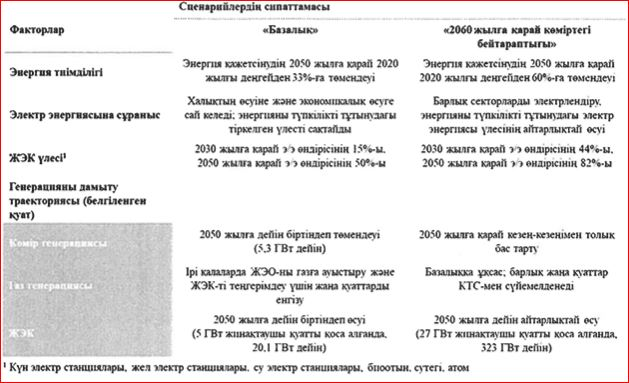 Сценарийлердің сипаттамасы
Факторлар
«Базалық»
«2060 жылға қарай көміртегі
бейтараптығы»
Энергия тиімділігі
Энергия қажетсінудің 2050 жылға қарай 2020
жылғы деңгейден 33%-ға төмендеуі
Энергия қажетсінудің 2050 жылға қарай
2020 жылғы деңгейден 60%-ға төмендеуі
Электр энергиясына сұраныс
Халықтың өсуіне және экономикалық өсуге
сай келеді; энергияны түпкілікті тұтынудағы
тіркелген үлесті сақтайды
Барлық секторларды электрлендіру,
энергияны түпкілікті тұтынудағы электр
энергиясы үлесінің айтарлықтай өсуі
ЖЭК үлесі¹
2030 жылға қарай э/э өндірісінің 15%-ы,
2050 жылға қарай э/э өндірісінің 50%-ы
2030 жылға қарай э/э өндірісінің 44%-ы,
2050 жылға қарай э/э өндірісінің 82%-ы
Генерацияны дамыту
траекториясы (белгіленген
қуат)
Көмір генерациясы
2050 жылға дейін біртіндеп төмендеуі
(5,3 ГВт дейін)
2050 жылға қарай кезең-кезеңімен толық
бас тарту
Газ генерациясы
Ірі қалаларда ЖЭО-ны газға ауыстыру және
ЖЭК-ті теңгерімдеу үшін жаңа қуаттарды
енгізу
Базалыққа ұқсас; барлық жаңа қуаттар
КТС-мен сүйемелденеді
ЖЭК
2050 жылға дейін біртіндеп өсуі
(5 ГВт жинақтаушы қуатты қоса алғанда,
20,1 ГВт дейін)
2050 жылға дейін айтарлықтай өсу
(27 ГВт жинақтаушы қуатты қоса алғанда,
323 ГВт дейін)
¹ Күн электр станциялары, жел электр станциялары, су электр станциялары, биоотын, сутегі, атом